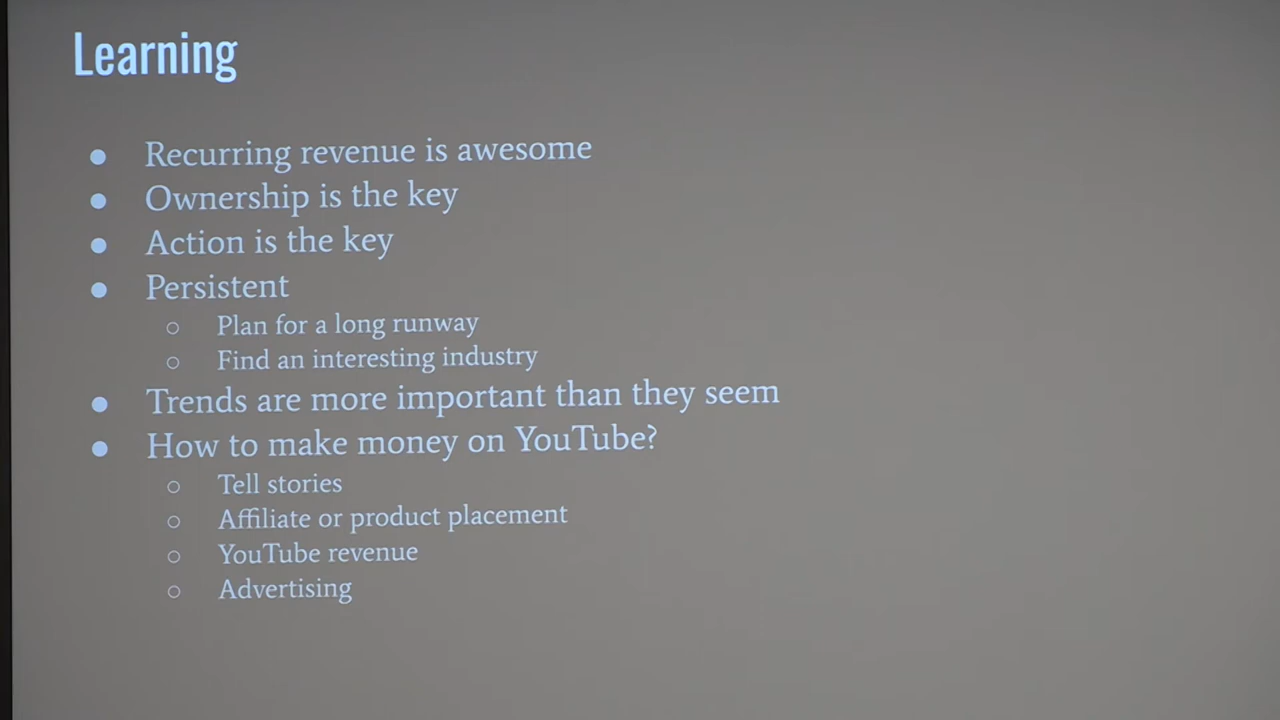 Learning
● Recurring revenue is awesome
● Ownership is the key
● Action is the key
● Persistent
○ Plan for a long runway
○ Find an interesting industry
● Trends are more important than they seem
● How to make money on YouTube?
○ Tell stories
○ Affiliate or product placement
○ YouTube revenue
○ Advertising